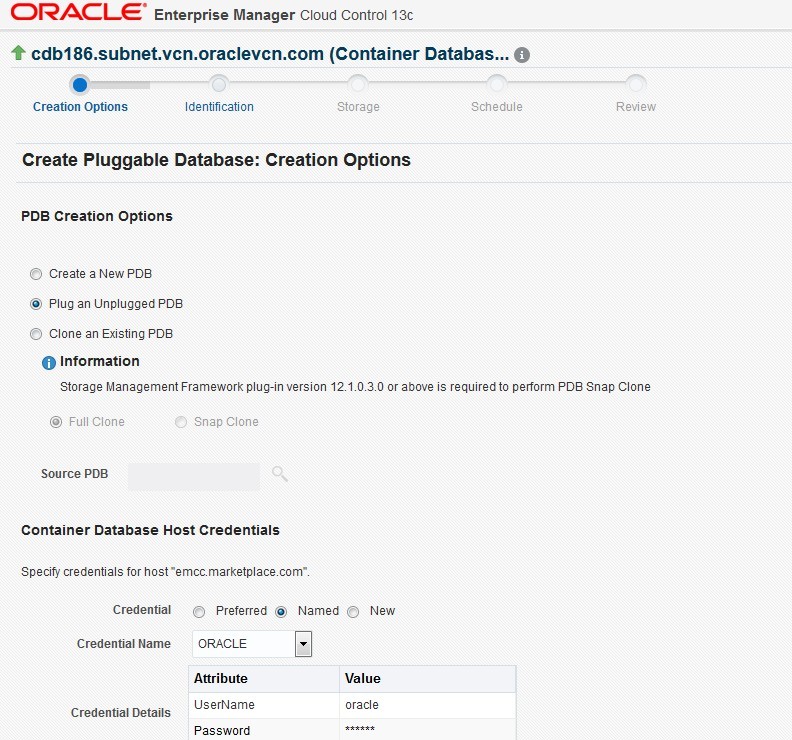 ORACLE Enterprise Manager Cloud Control 13c
cdb186.subnet.vcn.oraclevcn.com (Container Databas...
Creation Options Identification Storage Schedule Review
Create Pluggable Database: Creation Options
PDB Creation Options
Create a New PDB
Plug an Unplugged PDB
Clone an Existing PDB
Information
Storage Management Framework plug-in version 12.1.0.3.0 or above is required to perform PDB Snap Clone
Full Clone Snap Clone
Source PDB
Container Database Host Credentials
Specify credentials for host "emcc.marketplace.com".
Credential Preferred Named New
Credential Name ORACLE
Attribute Value
UserName oracle
Credential Details
Password ******